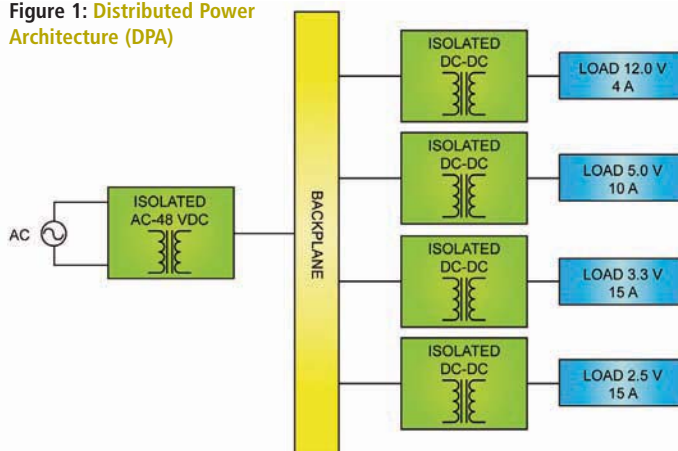 Figure 1: Distributed Power
Architecture (DPA)
AC
ISOLATED
AC-48 VDC
BACKPLANE
ISOLATED
DC-DC
LOAD 12.0 V
4 A
ISOLATED
DC-DC
LOAD 5.0 V
10 A
ISOLATED
DC-DC
LOAD 3.3 V
15 A
ISOLATED
DC-DC
LOAD 2.5 V
15 A